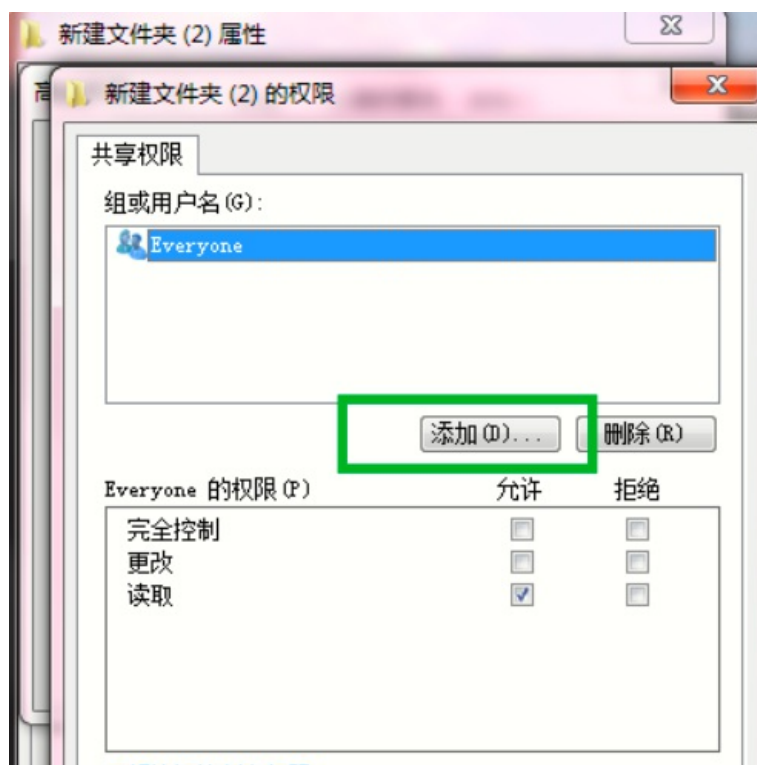 新建文件夹 (2) 属性
高
新建文件夹 (2) 的权限
共享权限
组或用户名(G):
Everyone
添加(D)... 删除(R)
Everyone 的权限(P) 允许 拒绝
完全控制
更改
读取